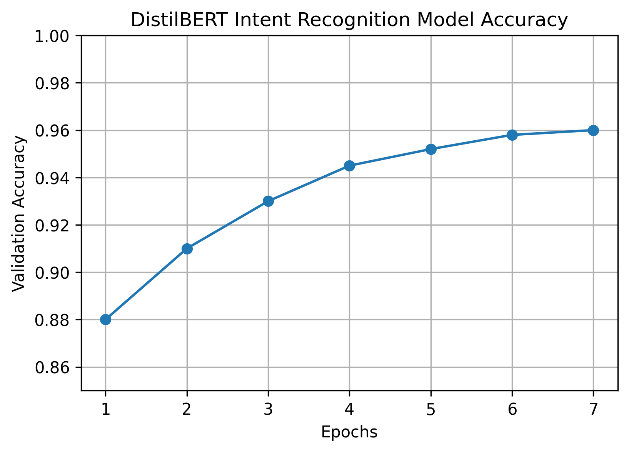 DistilBERT Intent Recognition Model Accuracy
1.00
0.98
0.96
0.94
0.92
0.90
0.88
0.86
Validation Accuracy
1 2 3 4 5 6 7
Epochs